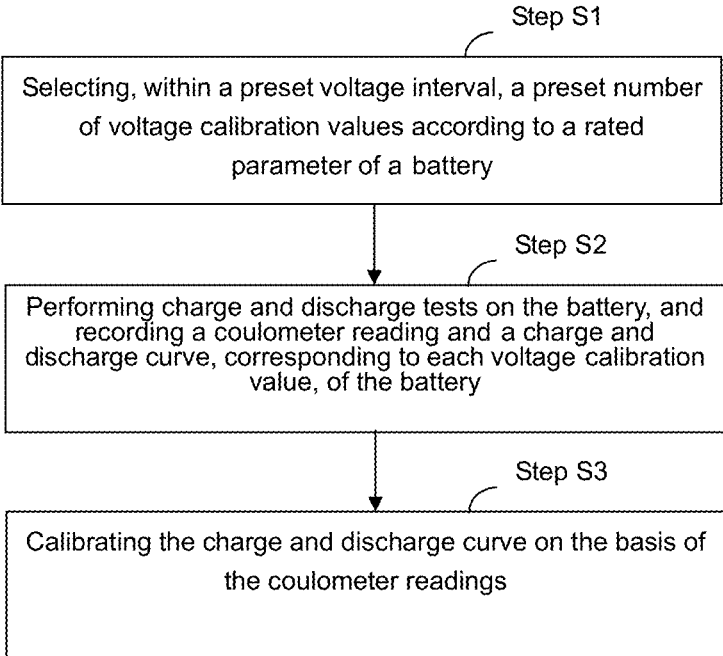 Step S1
Selecting, within a preset voltage interval, a preset number
of voltage calibration values according to a rated
parameter of a battery
Step S2
Performing charge and discharge tests on the battery, and
recording a coulometer reading and a charge and
discharge curve, corresponding to each voltage calibration
value, of the battery
Step S3
Calibrating the charge and discharge curve on the basis of
the coulometer readings